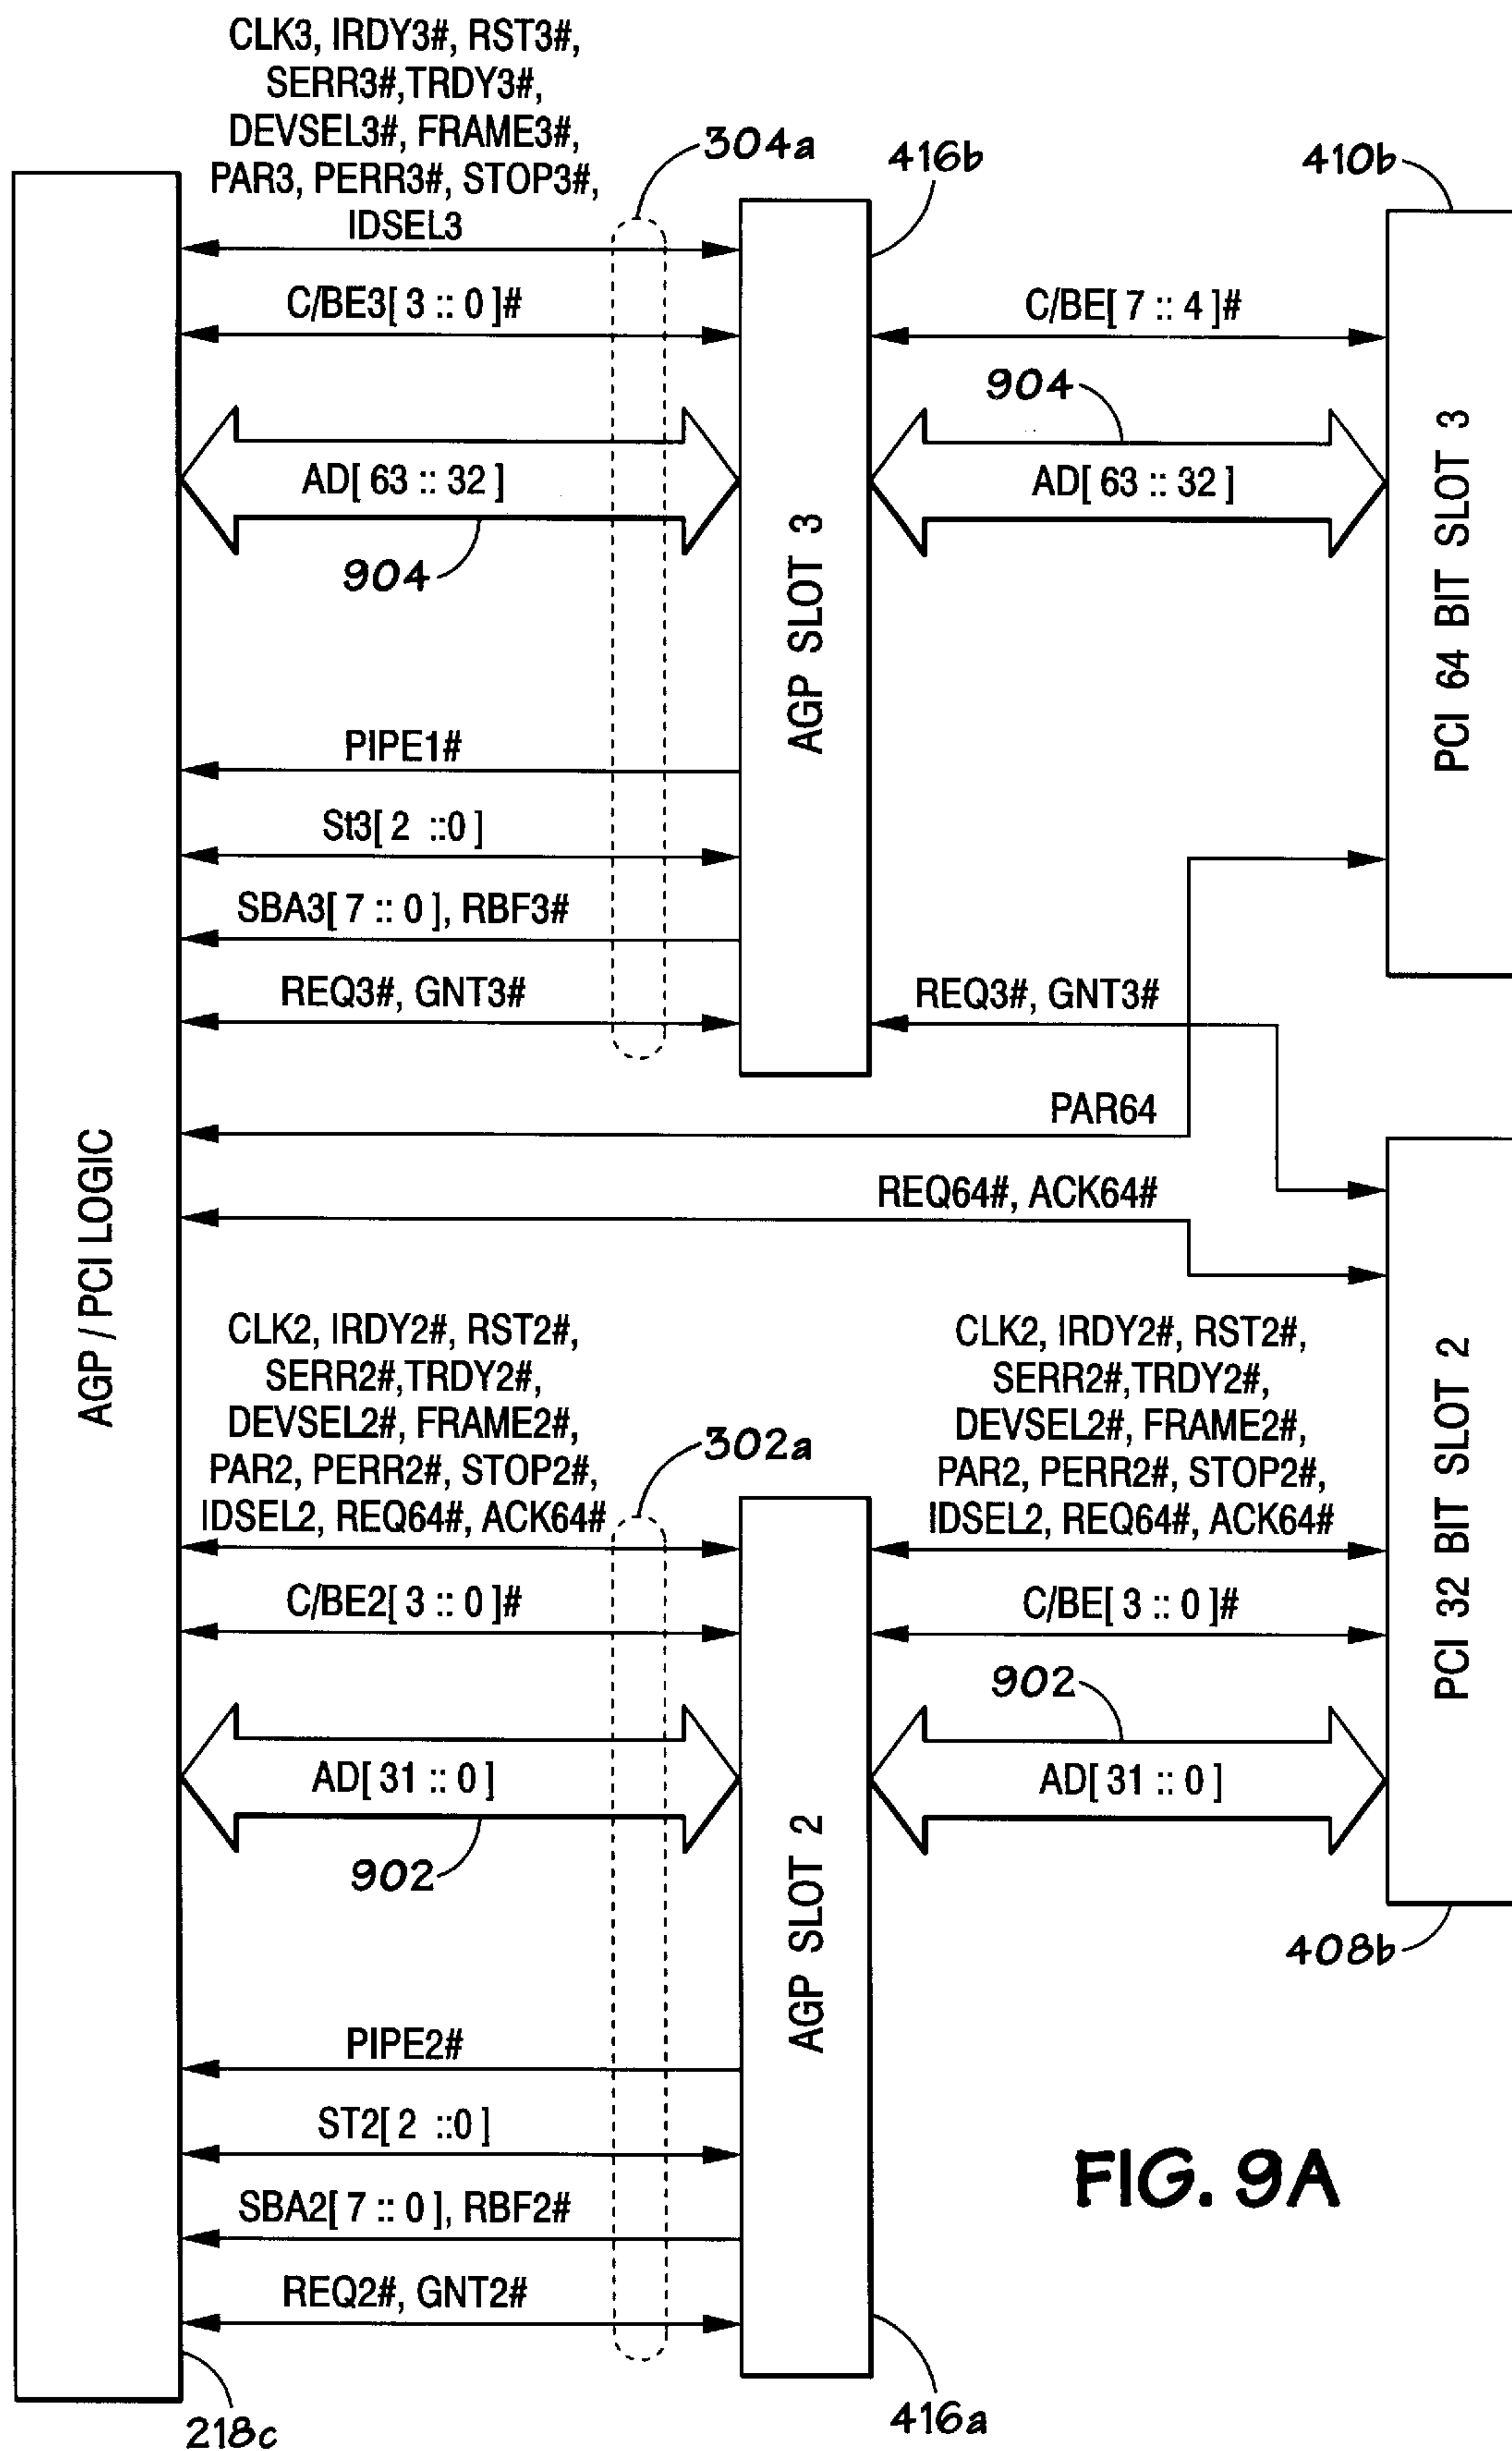 CLK3, IRDY3#, RST3#,
SERR3#,TRDY3#,
DEVSEL3#, FRAME3#,
PAR3, PERR3#, STOP3#,
IDSEL3
304a
416b
410b
C/BE3[ 3 :: 0 ]#
C/BE[ 7 :: 4 ]#
904
AD[ 63 :: 32 ]
AD[ 63 :: 32 ]
904
AGP SLOT 3
PCI 64 BIT SLOT 3
PIPE1#
St3[ 2 ::0 ]
SBA3[ 7 :: 0 ], RBF3#
REQ3#, GNT3#
REQ3#, GNT3#
PAR64
REQ64#, ACK64#
AGP / PCI LOGIC
CLK2, IRDY2#, RST2#,
SERR2#,TRDY2#,
DEVSEL2#, FRAME2#,
PAR2, PERR2#, STOP2#,
IDSEL2, REQ64#, ACK64#
302a
CLK2, IRDY2#, RST2#,
SERR2#,TRDY2#,
DEVSEL2#, FRAME2#,
PAR2, PERR2#, STOP2#,
IDSEL2, REQ64#, ACK64#
PCI 32 BIT SLOT 2
C/BE2[ 3 :: 0 ]#
C/BE[ 3 :: 0 ]#
902
AD[ 31 :: 0 ]
AD[ 31 :: 0 ]
902
AGP SLOT 2
408b
PIPE2#
ST2[ 2 ::0 ]
SBA2[ 7 :: 0 ], RBF2#
REQ2#, GNT2#
FIG. 9A
218c
416a